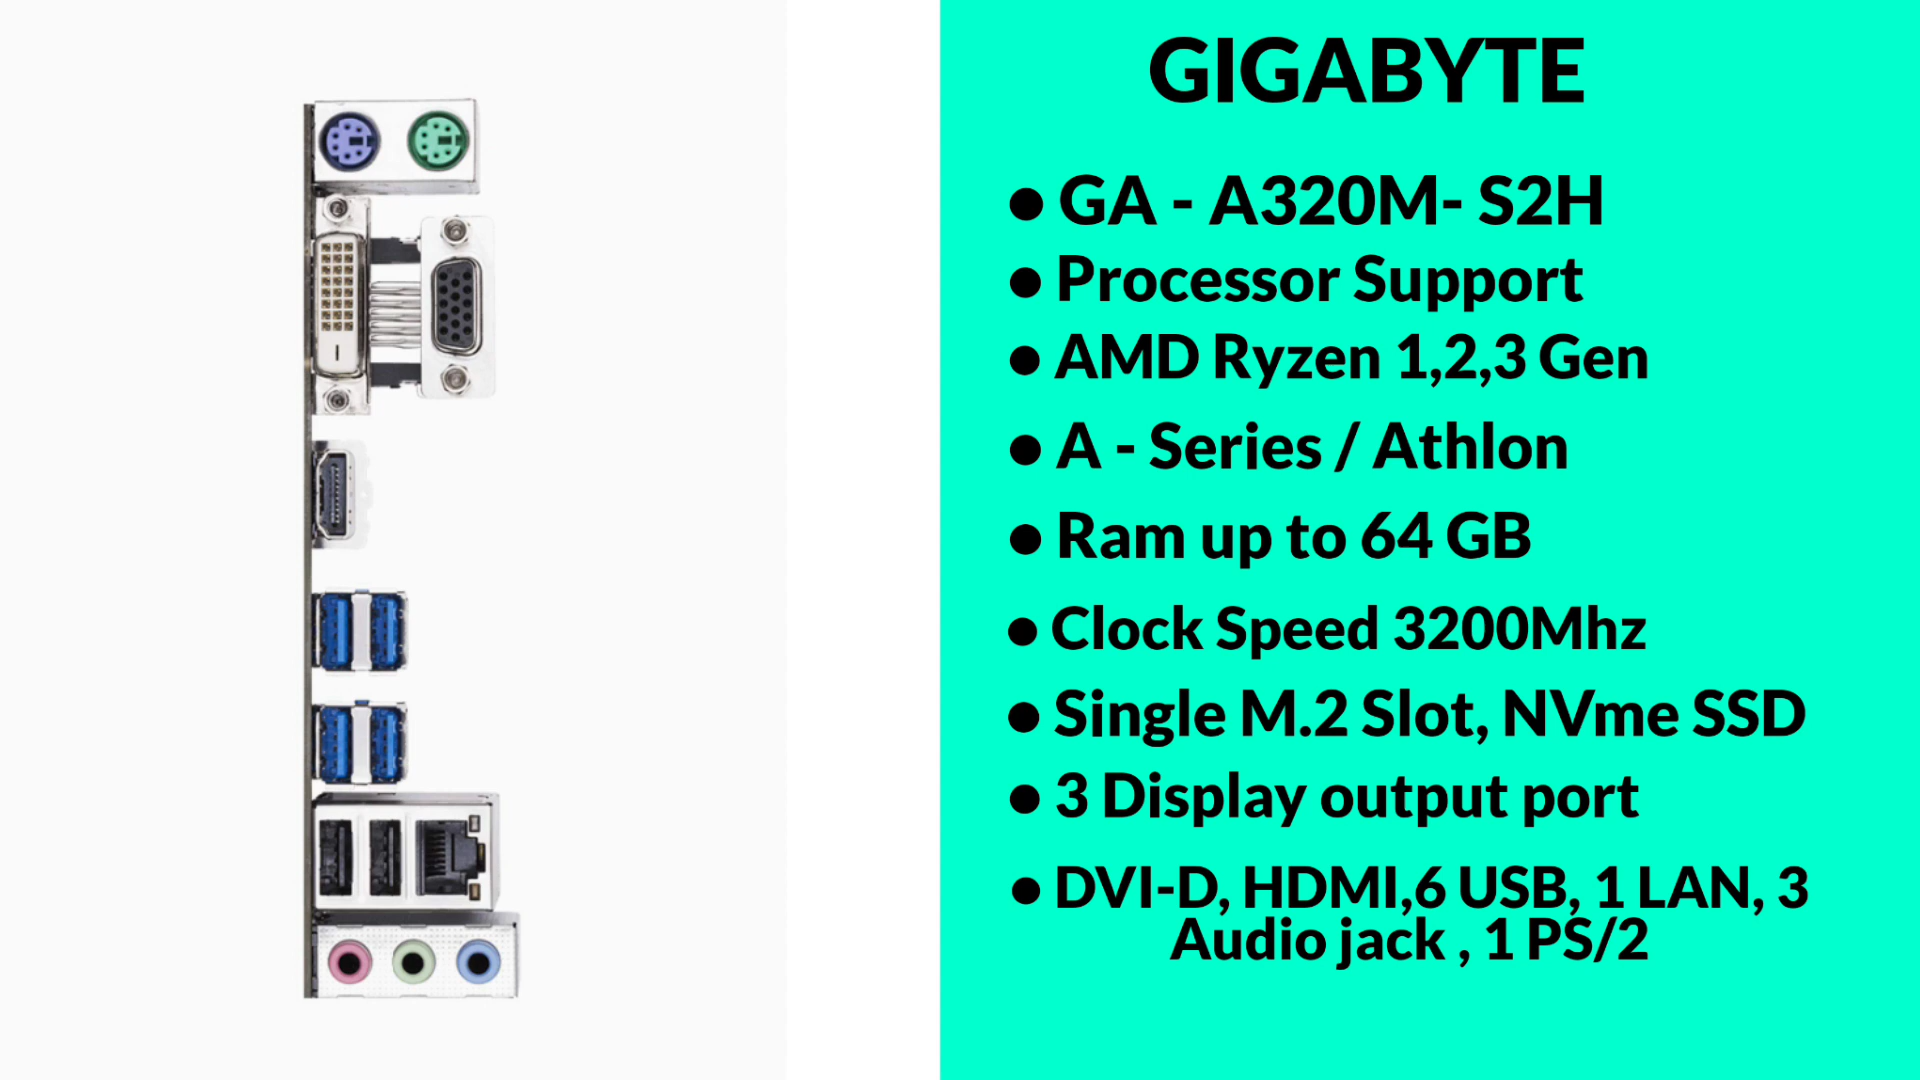 GIGABYTE
• GA - A320M- S2H
• Processor Support
• AMD Ryzen 1,2,3 Gen
• A - Series / Athlon
• Ram up to 64 GB
• Clock Speed 3200Mhz
• Single M.2 Slot, NVme SSD
• 3 Display output port
• DVI-D, HDMI,6 USB, 1 LAN, 3
Audio jack , 1 PS/2